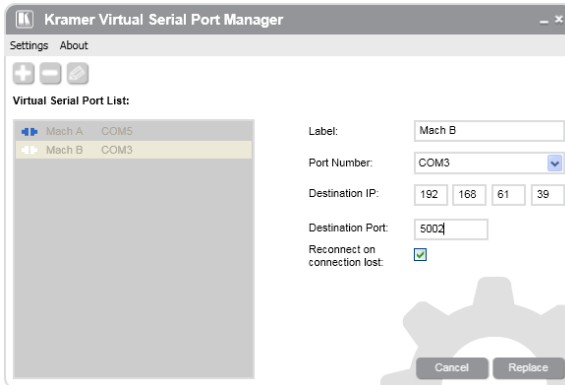 Kramer Virtual Serial Port Manager
Settings About
Virtual Serial Port List:
Mach A COM5
Mach B COM3
Label: Mach B
Port Number: COM3
Destination IP: 192 168 61 39
Destination Port: 5002
Reconnect on
connection lost:
Cancel Replace